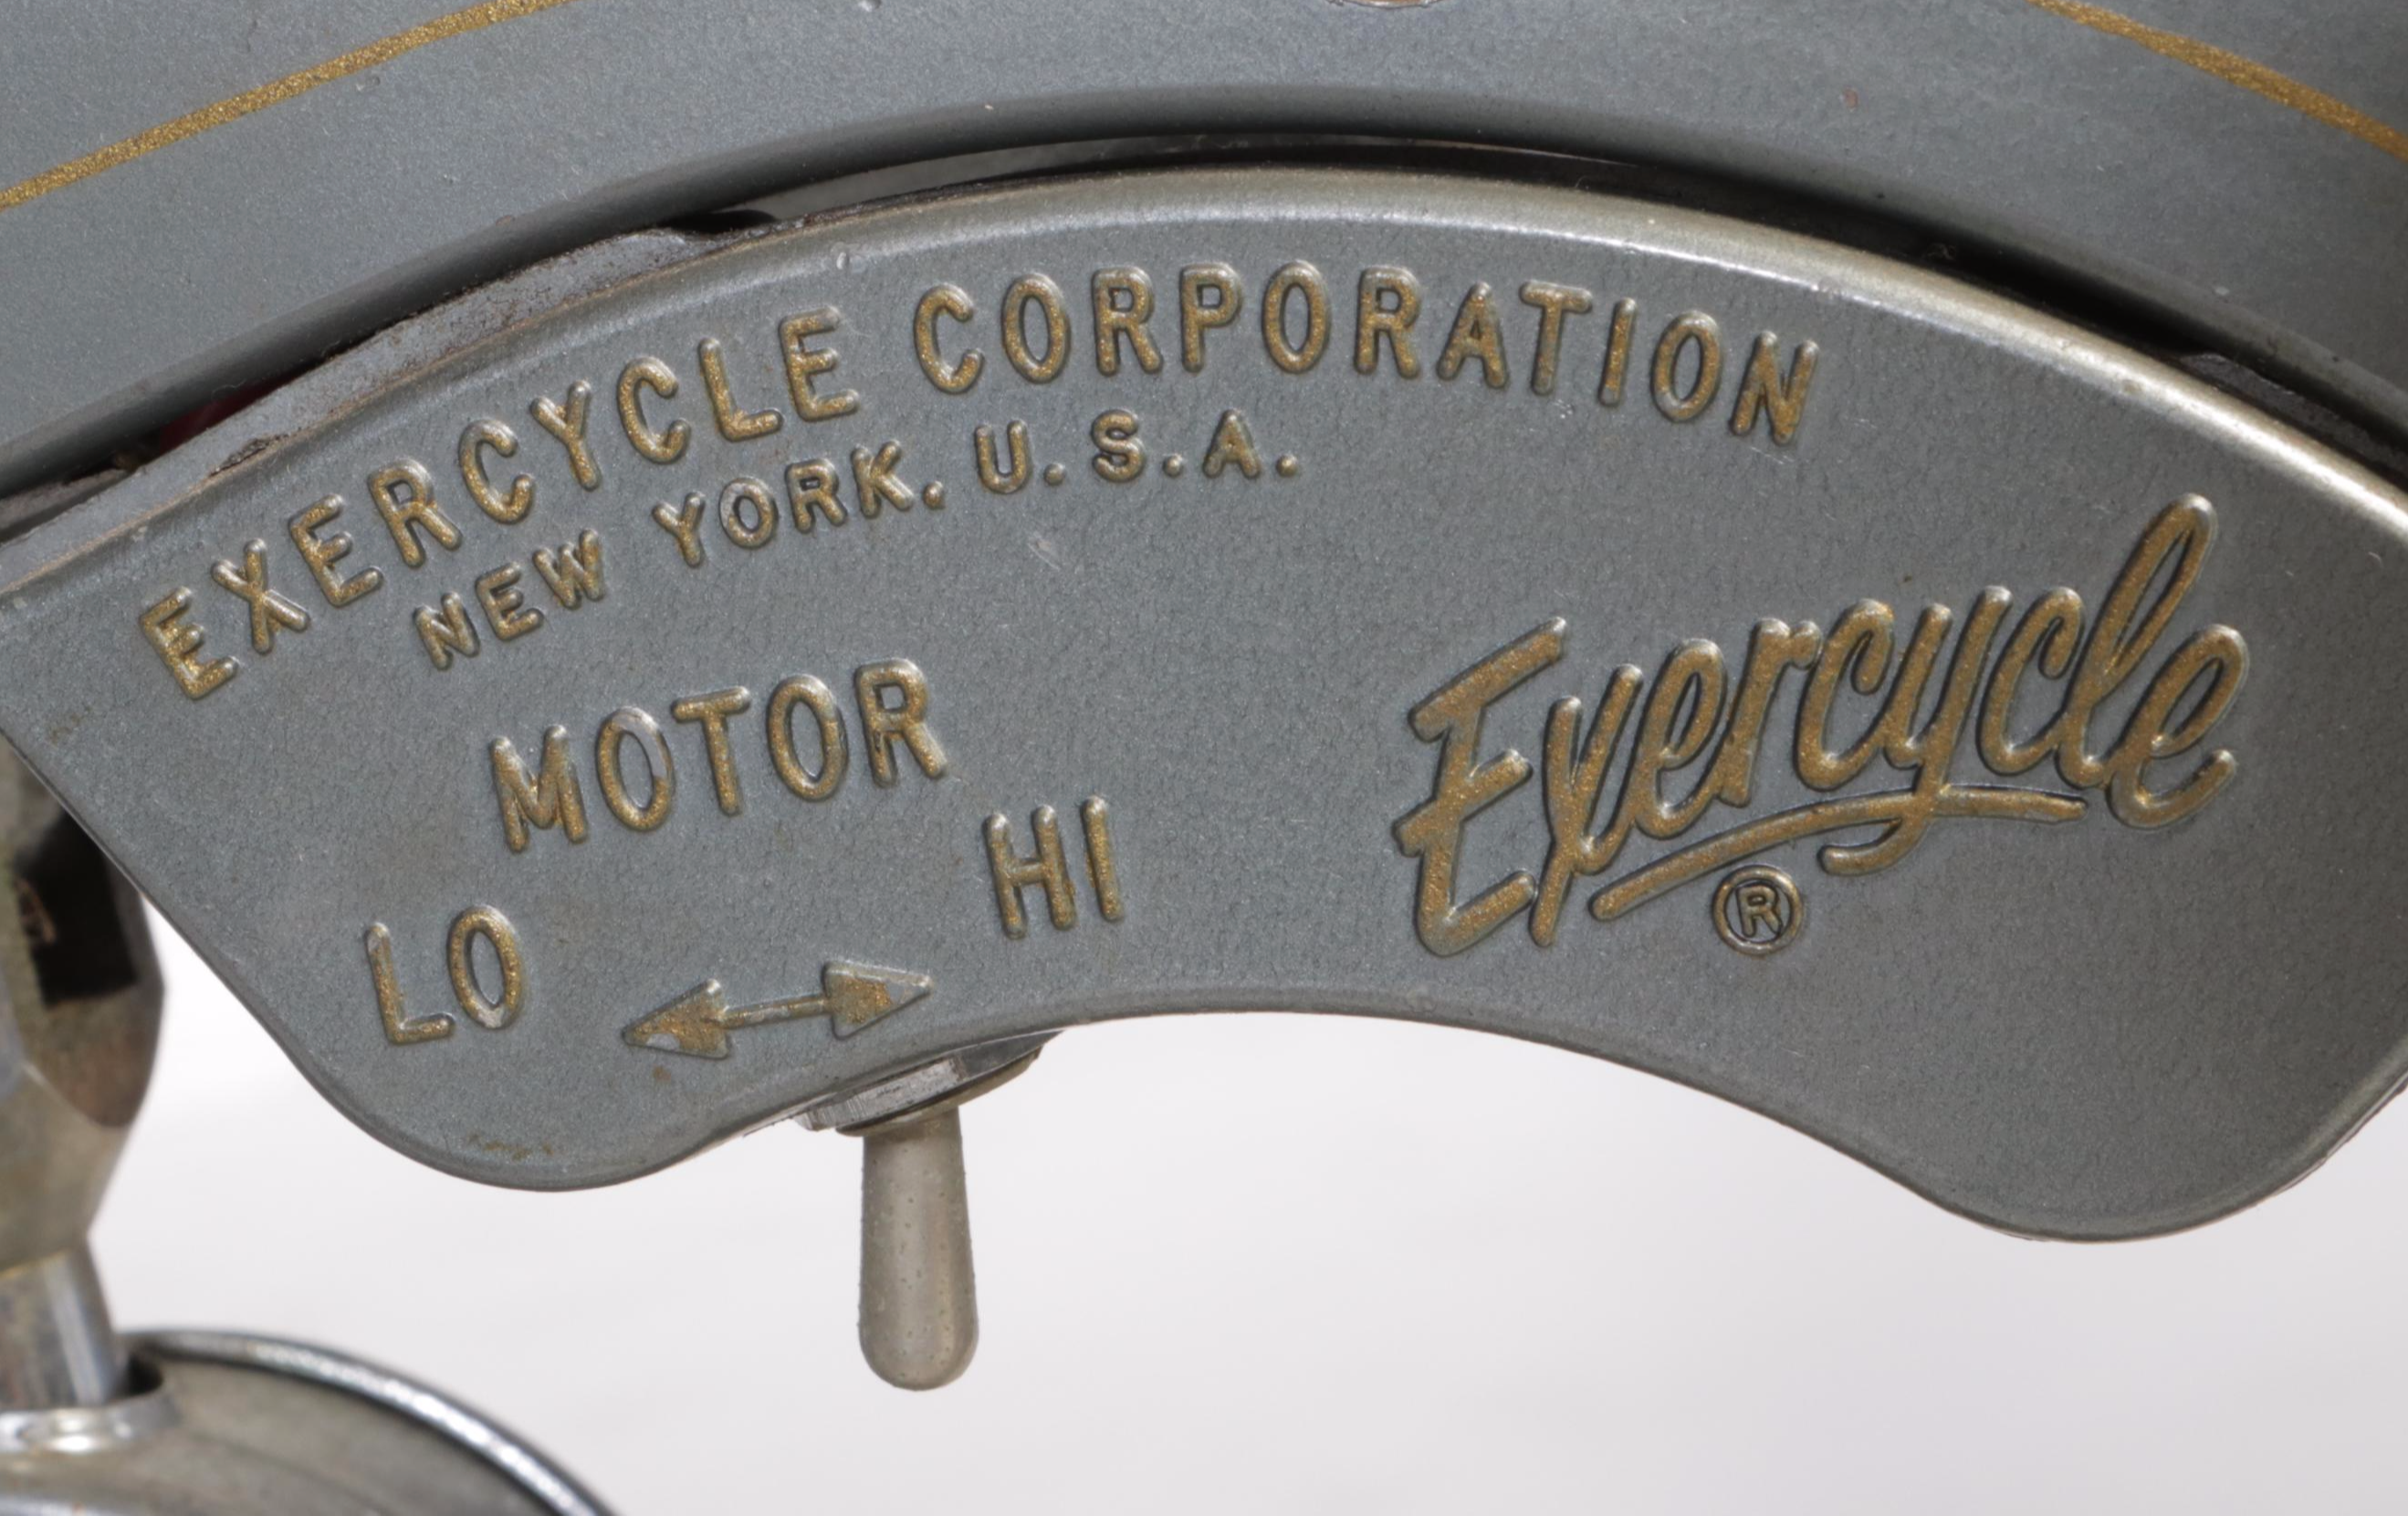 EXERCYCLE CORPORATION
NEW YORK. U.S.A.
MOTOR
LO HI
Exercycle
®